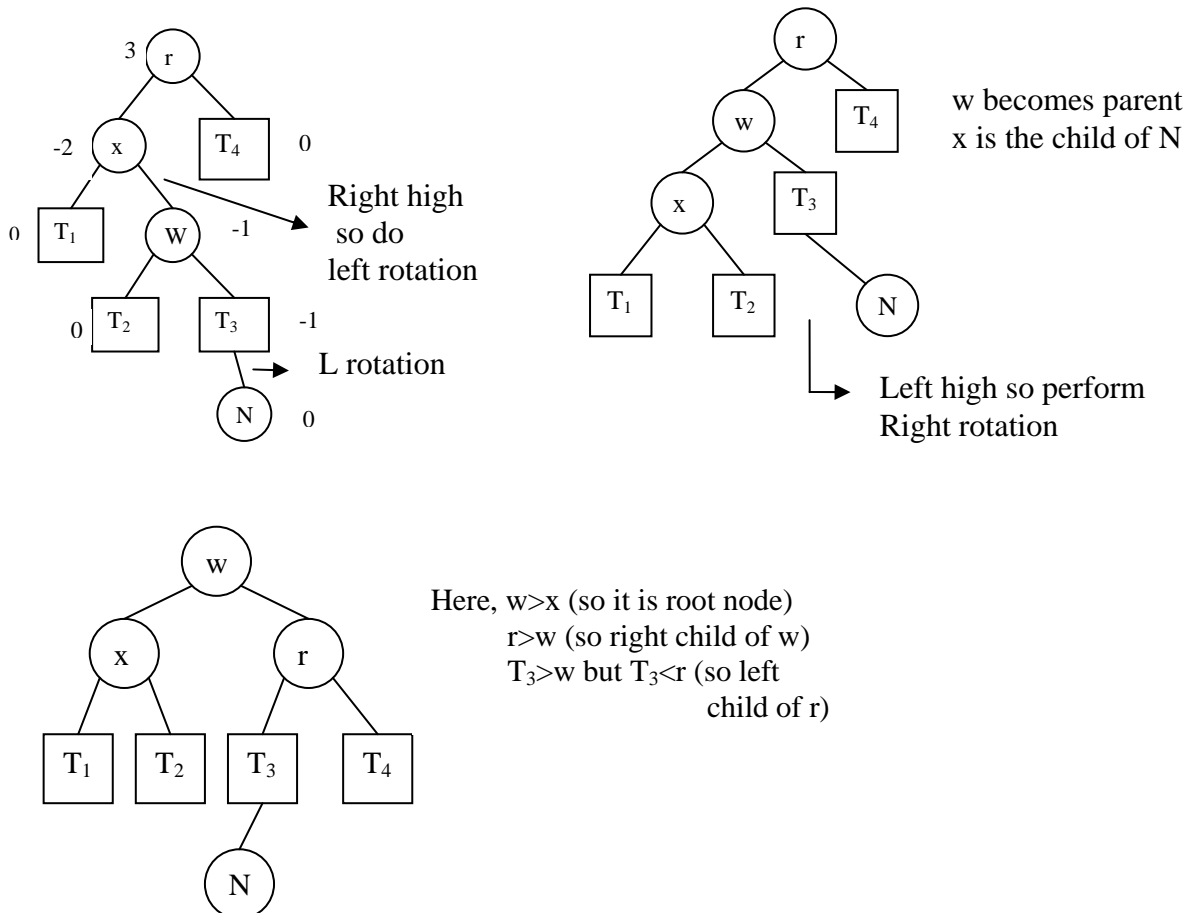 3 r
-2 x T₄ 0
0 T₁ W -1
Right high
so do
left rotation
0 T₂ T₃ -1
L rotation
N 0
r
w T₄
x T₃
T₁ T₂ N
w becomes parent
x is the child of N
Left high so perform
Right rotation
w
x r
T₁ T₂ T₃ T₄
N
Here, w>x (so it is root node)
r>w (so right child of w)
T₃>w but T₃<r (so left
child of r)